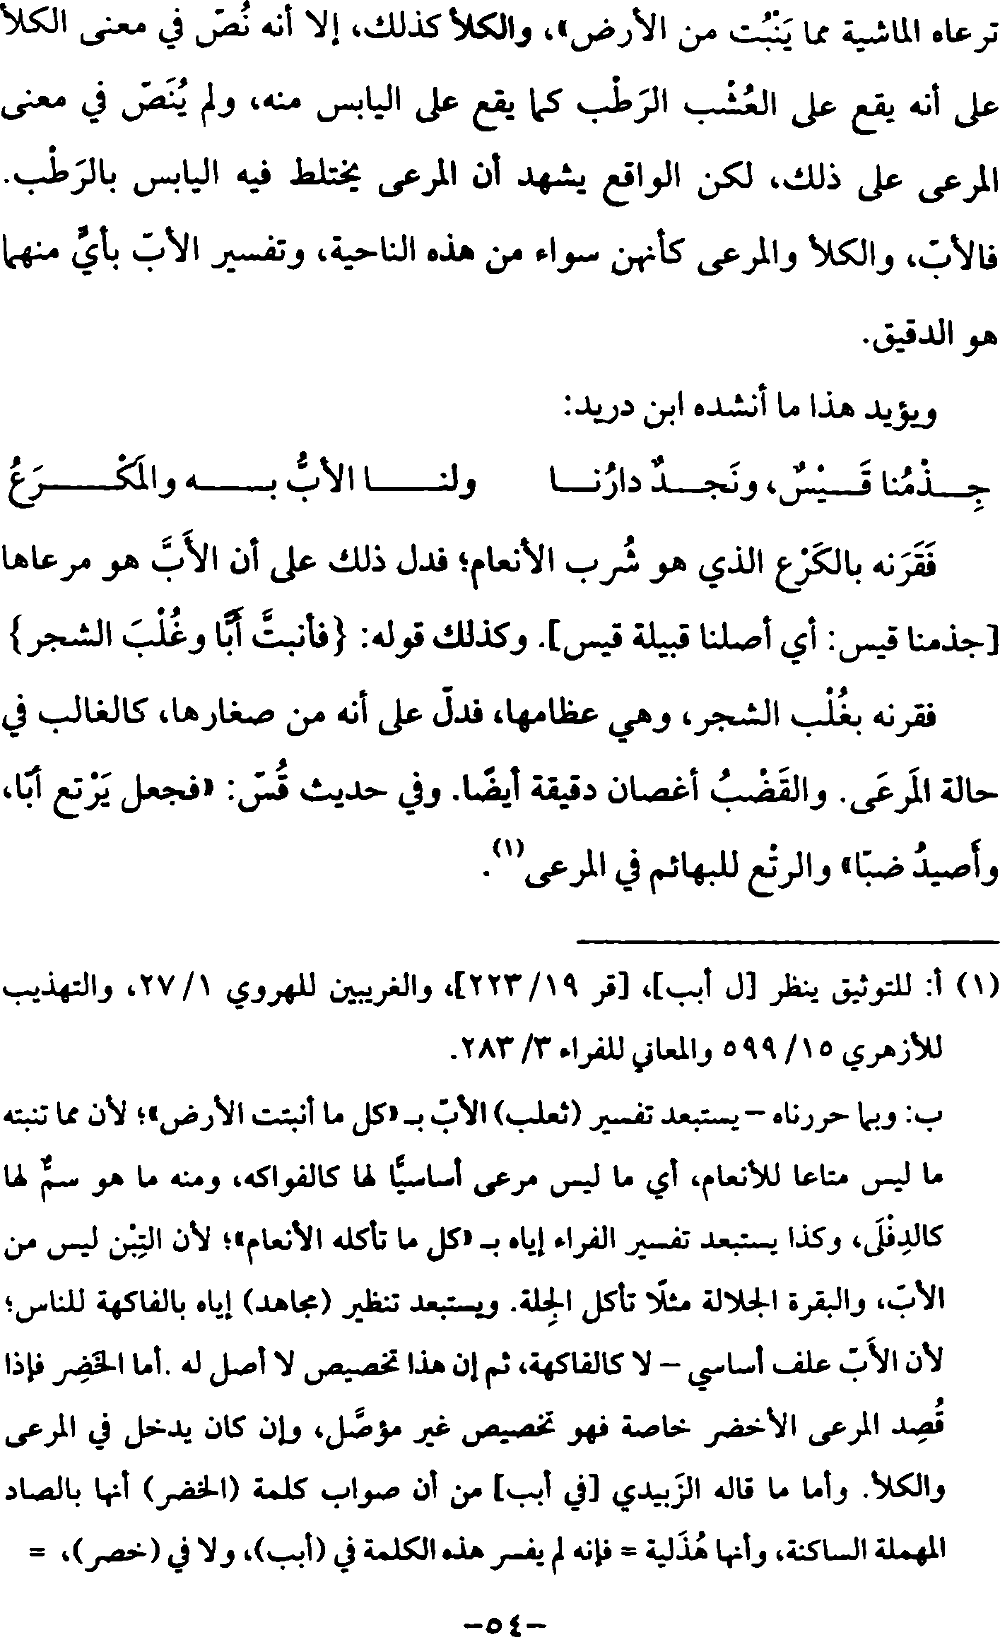 ترعاه الماشية مما يَنْبُت من الأرض»، والكلأ كذلك، إلا أنه نُصّ في معنى الكلأ
على أنه يقع على العُشْب الرَطْب كما يقع على اليابس منه، ولم يُنَصّ في معنى
المرعى على ذلك، لكن الواقع يشهد أن المرعى يختلط فيه اليابس بالرَطْب.
فالأبّ، والكلأ والمرعى كأنهن سواء من هذه الناحية، وتفسير الأبّ بأيٍّ منهما
هو الدقيق.
ويؤيد هذا ما أنشده ابن دريد:
جِـذْمُنا قَـيْسٌ، ونَجـدٌ دارُنـا ولنـا الأبُّ بـه والمَكْـرَعُ
فَقَرَنه بالكَرْع الذي هو شُرب الأنعام؛ فدل ذلك على أن الأَبَّ هو مرعاها
[جذمنا قيس: أي أصلنا قبيلة قيس]. وكذلك قوله: {فأنبتَّ أبًّا وغُلْبَ الشجر}
فقرنه بغُلْب الشجر، وهي عظامها، فدلّ على أنه من صغارها، كالغالب في
حالة المَرعَى. والقَضْبُ أغصان دقيقة أيضًا. وفي حديث قُسّ: «فجعل يَرْتع أبًّا،
وأَصيدُ ضبًّا» والرتْع للبهائم في المرعى(١).
(١) أ: للتوثيق ينظر [ل أبب]، [قر ١٩/ ٢٢٣]، والغريبين للهروي ١/ ٢٧، والتهذيب
للأزهري ١٥/ ٥٩٩ والمعاني للفراء ٣/ ٢٨٣.
ب: وبما حررناه – يستبعد تفسير (ثعلب) الأبّ بـ «كل ما أنبتت الأرض»؛ لأن مما تنبته
ما ليس متاعا للأنعام، أي ما ليس مرعى أساسيًّا لها كالفواكه، ومنه ما هو سمٌّ لها
كالدِفْلَى، وكذا يستبعد تفسير الفراء إياه بـ «كل ما تأكله الأنعام»؛ لأن التِبْن ليس من
الأبّ، والبقرة الجلالة مثلًا تأكل الجِلة. ويستبعد تنظير (مجاهد) إياه بالفاكهة للناس؛
لأن الأَبّ علف أساسي – لا كالفاكهة، ثم إن هذا تخصيص لا أصل له .أما الخَضِر فإذا
قُصِد المرعى الأخضر خاصة فهو تخصيص غير مؤصَّل، وإن كان يدخل في المرعى
والكلأ. وأما ما قاله الزَبيدي [في أبب] من أن صواب كلمة (الخضر) أنها بالصاد
المهملة الساكنة، وأنها هُذَلية = فإنه لم يفسر هذه الكلمة في (أبب)، ولا في (خصر)، =
-٥٤-